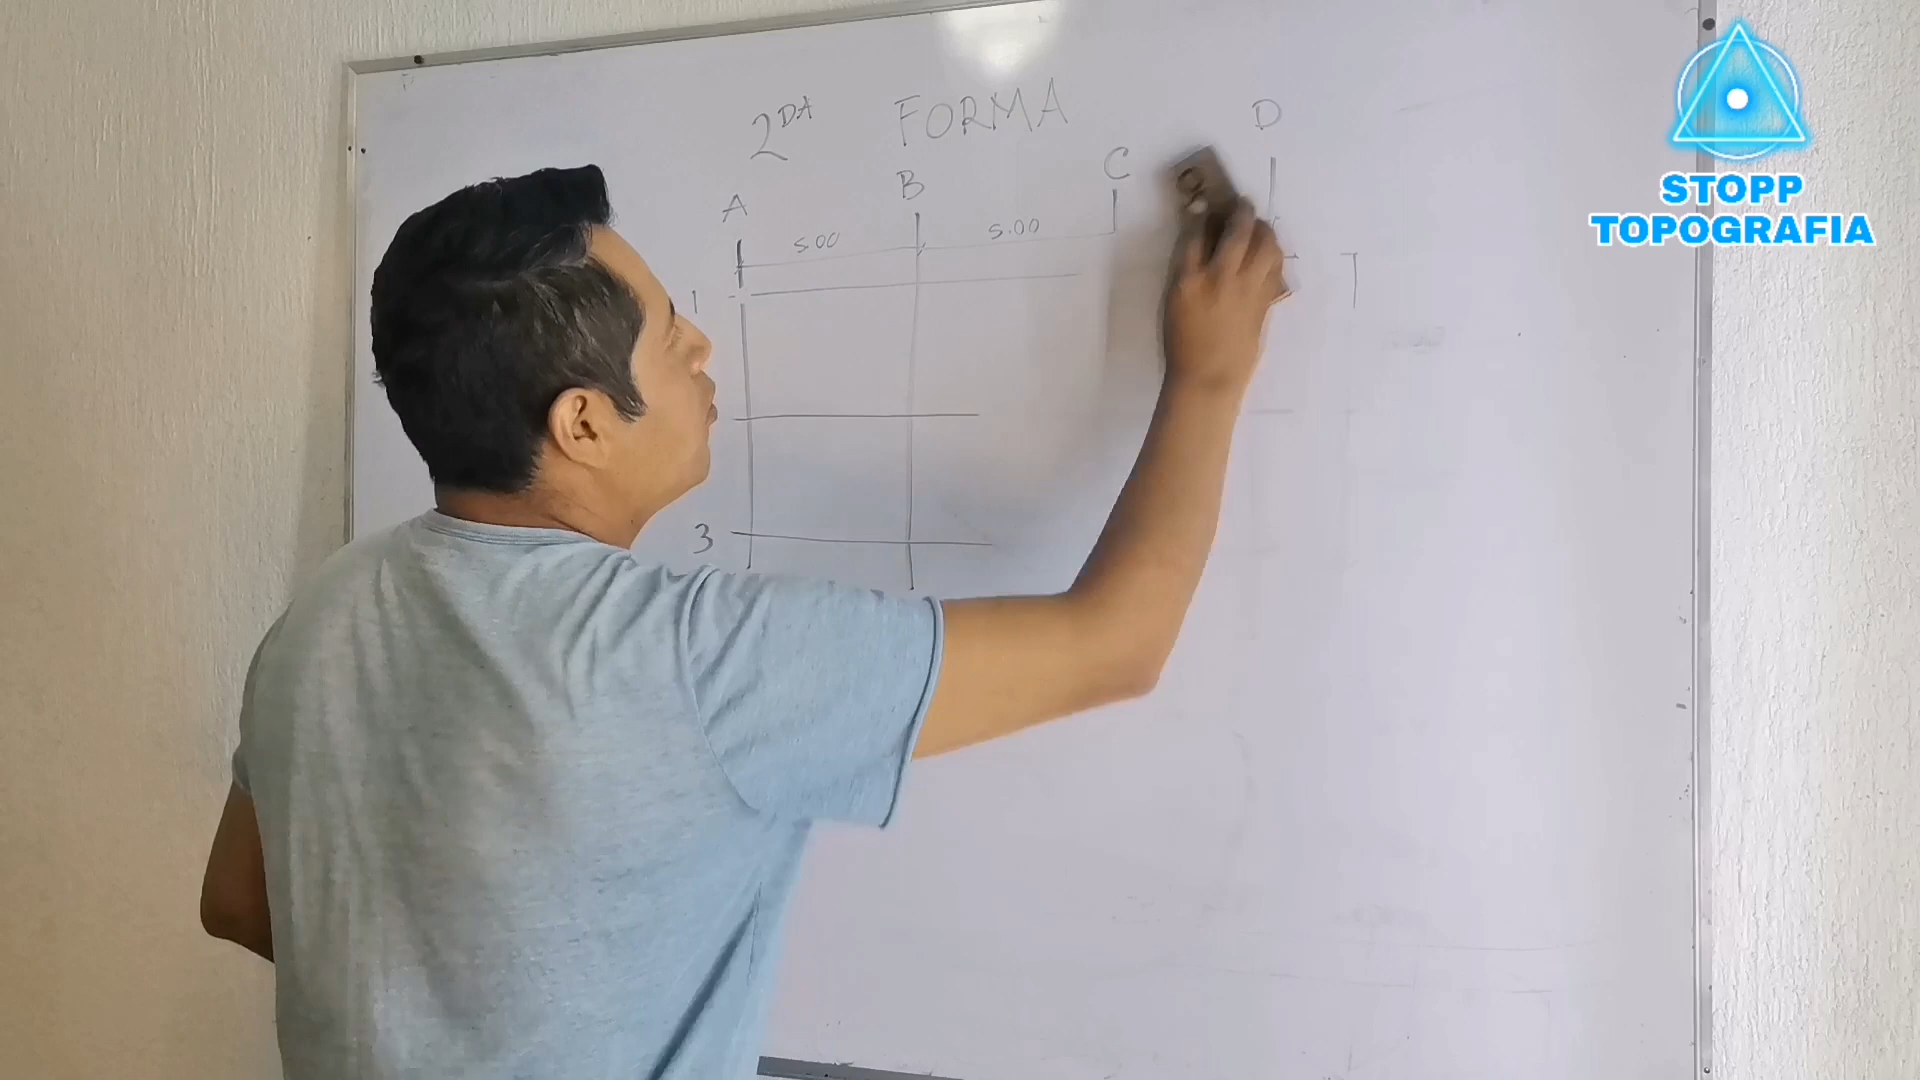 2DA FORMA
A B C D
5.00 5.00
1
3
STOPP
TOPOGRAFIA